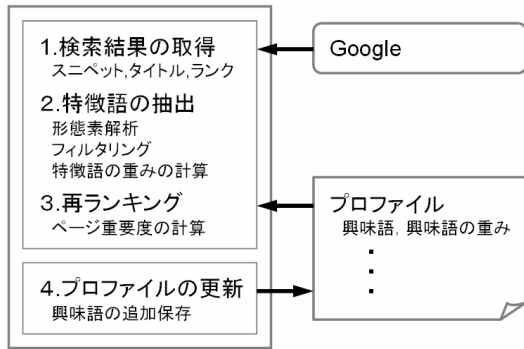 1.検索結果の取得
スニペット,タイトル,ランク
2.特徴語の抽出
形態素解析
フィルタリング
特徴語の重みの計算
3.再ランキング
ページ重要度の計算
4.プロファイルの更新
興味語の追加保存
Google
プロファイル
興味語, 興味語の重み
・
・
・